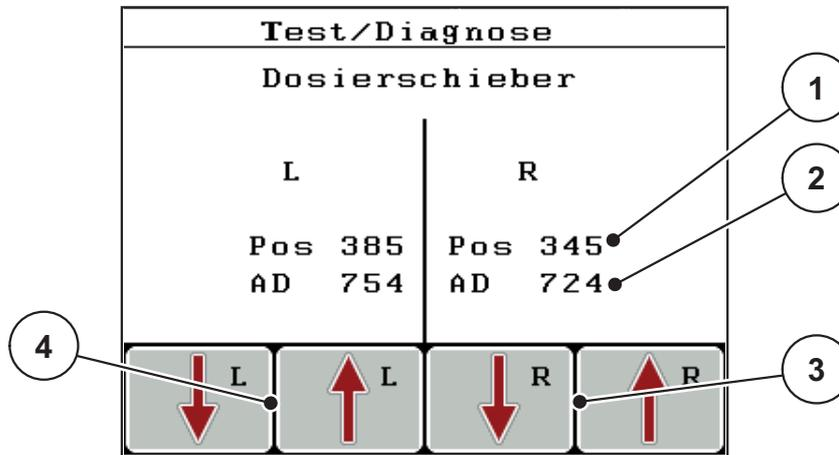 Test/Diagnose
Dosierschieber
1
2
L R
Pos 385 Pos 345
AD 754 AD 724
4
3
L L R R